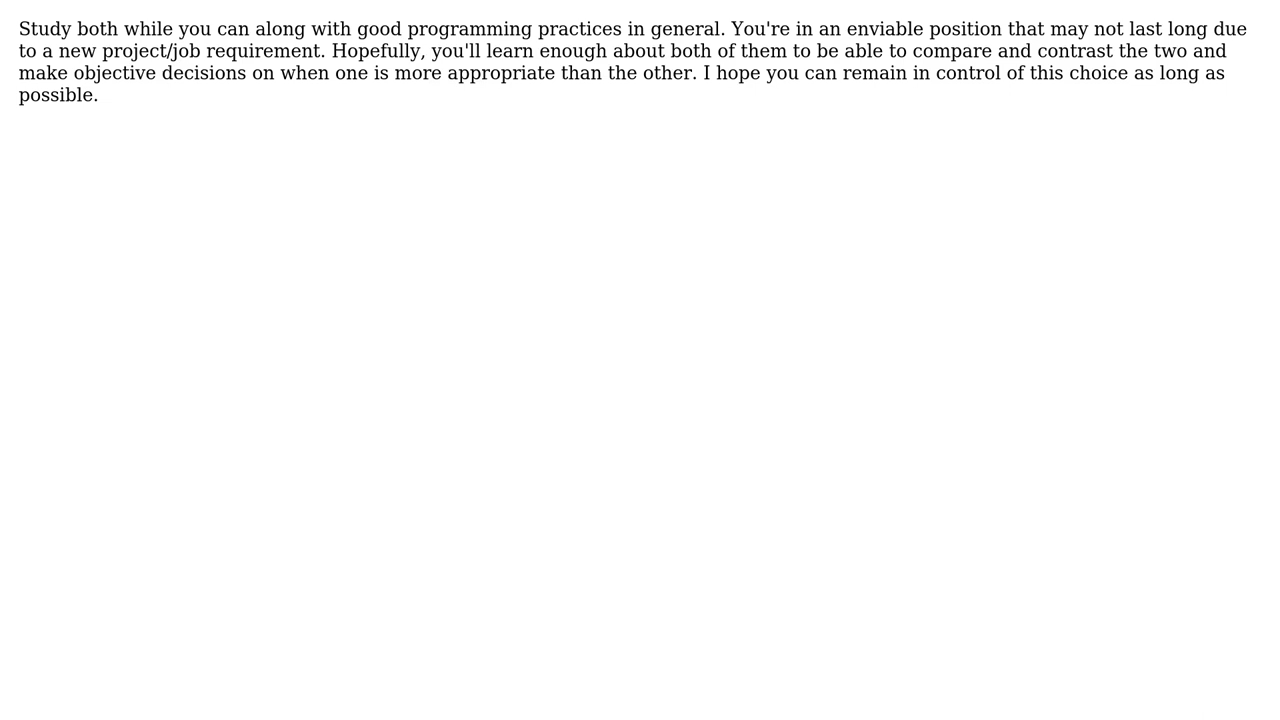 Study both while you can along with good programming practices in general. You're in an enviable position that may not last long due
to a new project/job requirement. Hopefully, you'll learn enough about both of them to be able to compare and contrast the two and
make objective decisions on when one is more appropriate than the other. I hope you can remain in control of this choice as long as
possible.